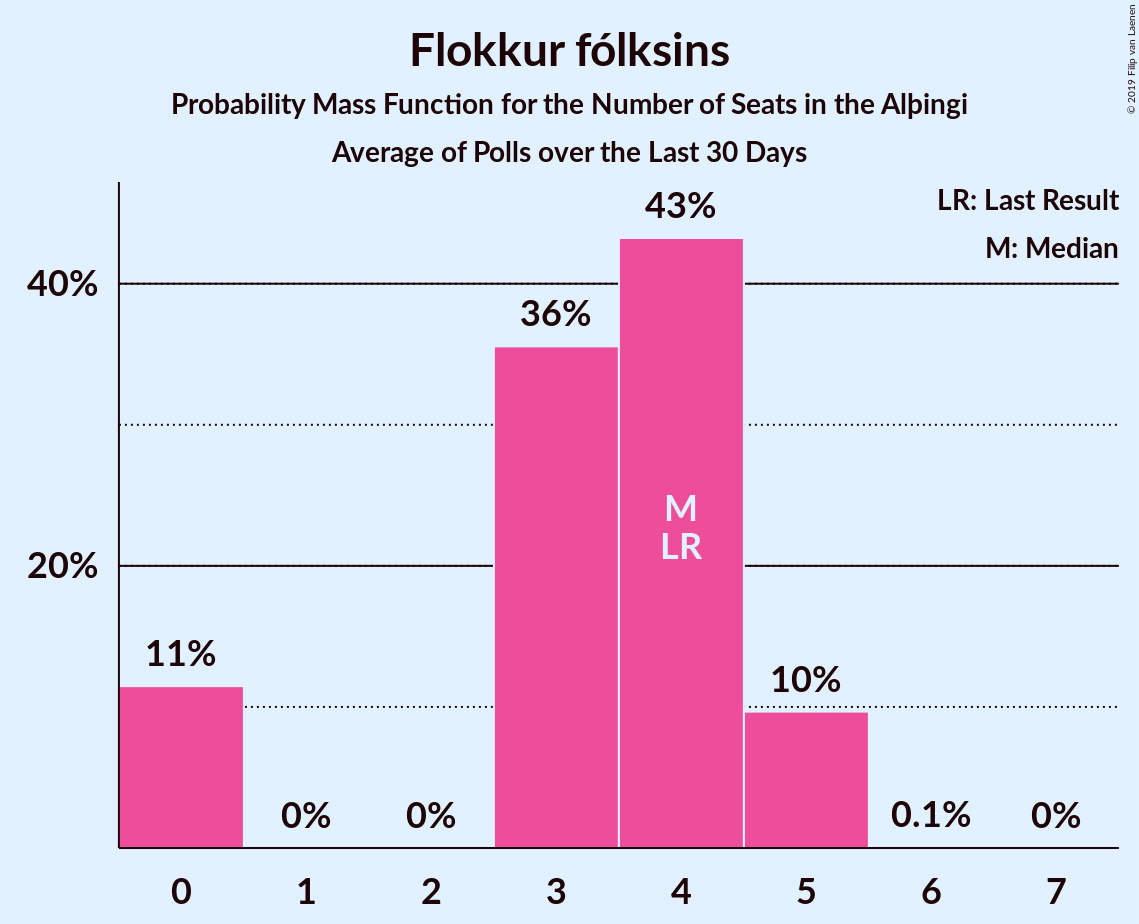 Flokkur fólksins
Probability Mass Function for the Number of Seats in the Alþingi
Average of Polls over the Last 30 Days
© 2019 Filip van Laenen
LR: Last Result
M: Median
43%
40%
36%
M
LR
20%
11%
10%
0%
0%
0.1%
0%
0
1
2
3
4
5
6
7